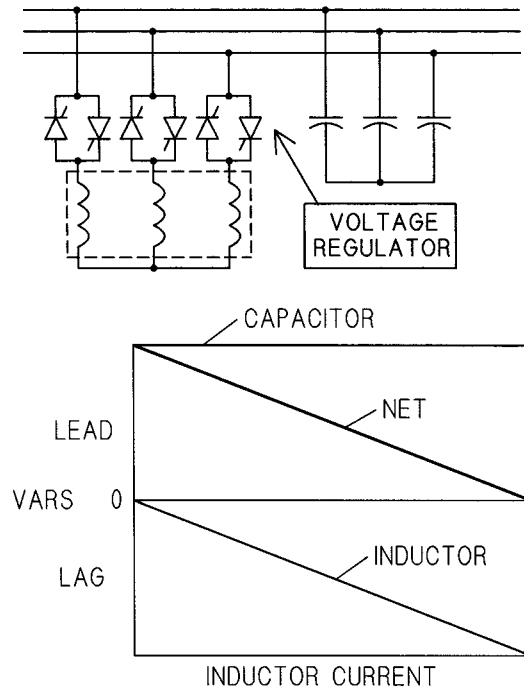 VOLTAGE
REGULATOR
CAPACITOR
NET
LEAD
VARS 0
INDUCTOR
LAG
INDUCTOR CURRENT